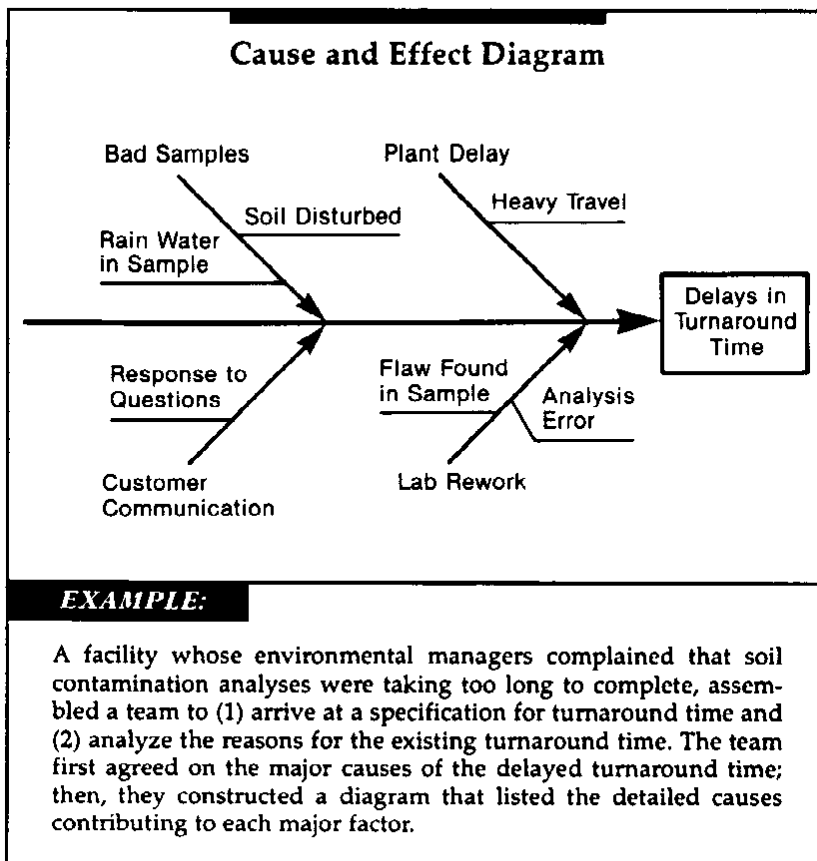 Cause and Effect Diagram
Bad Samples
Plant Delay
Soil Disturbed
Heavy Travel
Rain Water
in Sample
Delays in
Turnaround
Time
Response to
Questions
Flaw Found
in Sample
Analysis
Error
Customer
Communication
Lab Rework
EXAMPLE:
A facility whose environmental managers complained that soil
contamination analyses were taking too long to complete, assem-
bled a team to (1) arrive at a specification for turnaround time and
(2) analyze the reasons for the existing turnaround time. The team
first agreed on the major causes of the delayed turnaround time;
then, they constructed a diagram that listed the detailed causes
contributing to each major factor.